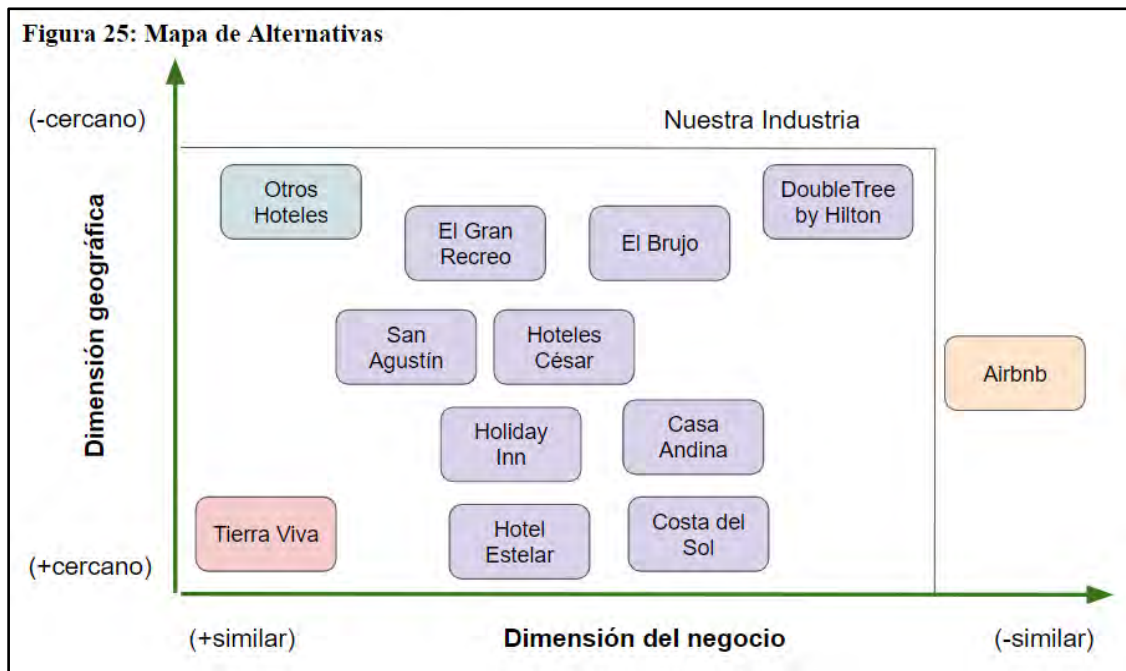 Figura 25: Mapa de Alternativas
(-cercano)
Nuestra Industria
Otros
Hoteles
DoubleTree
by Hilton
El Gran
Recreo
El Brujo
Dimensión geográfica
San
Agustín
Hoteles
César
Airbnb
Holiday
Inn
Casa
Andina
Tierra Viva
Hotel
Estelar
Costa del
Sol
(+cercano)
(+similar)
Dimensión del negocio
(-similar)